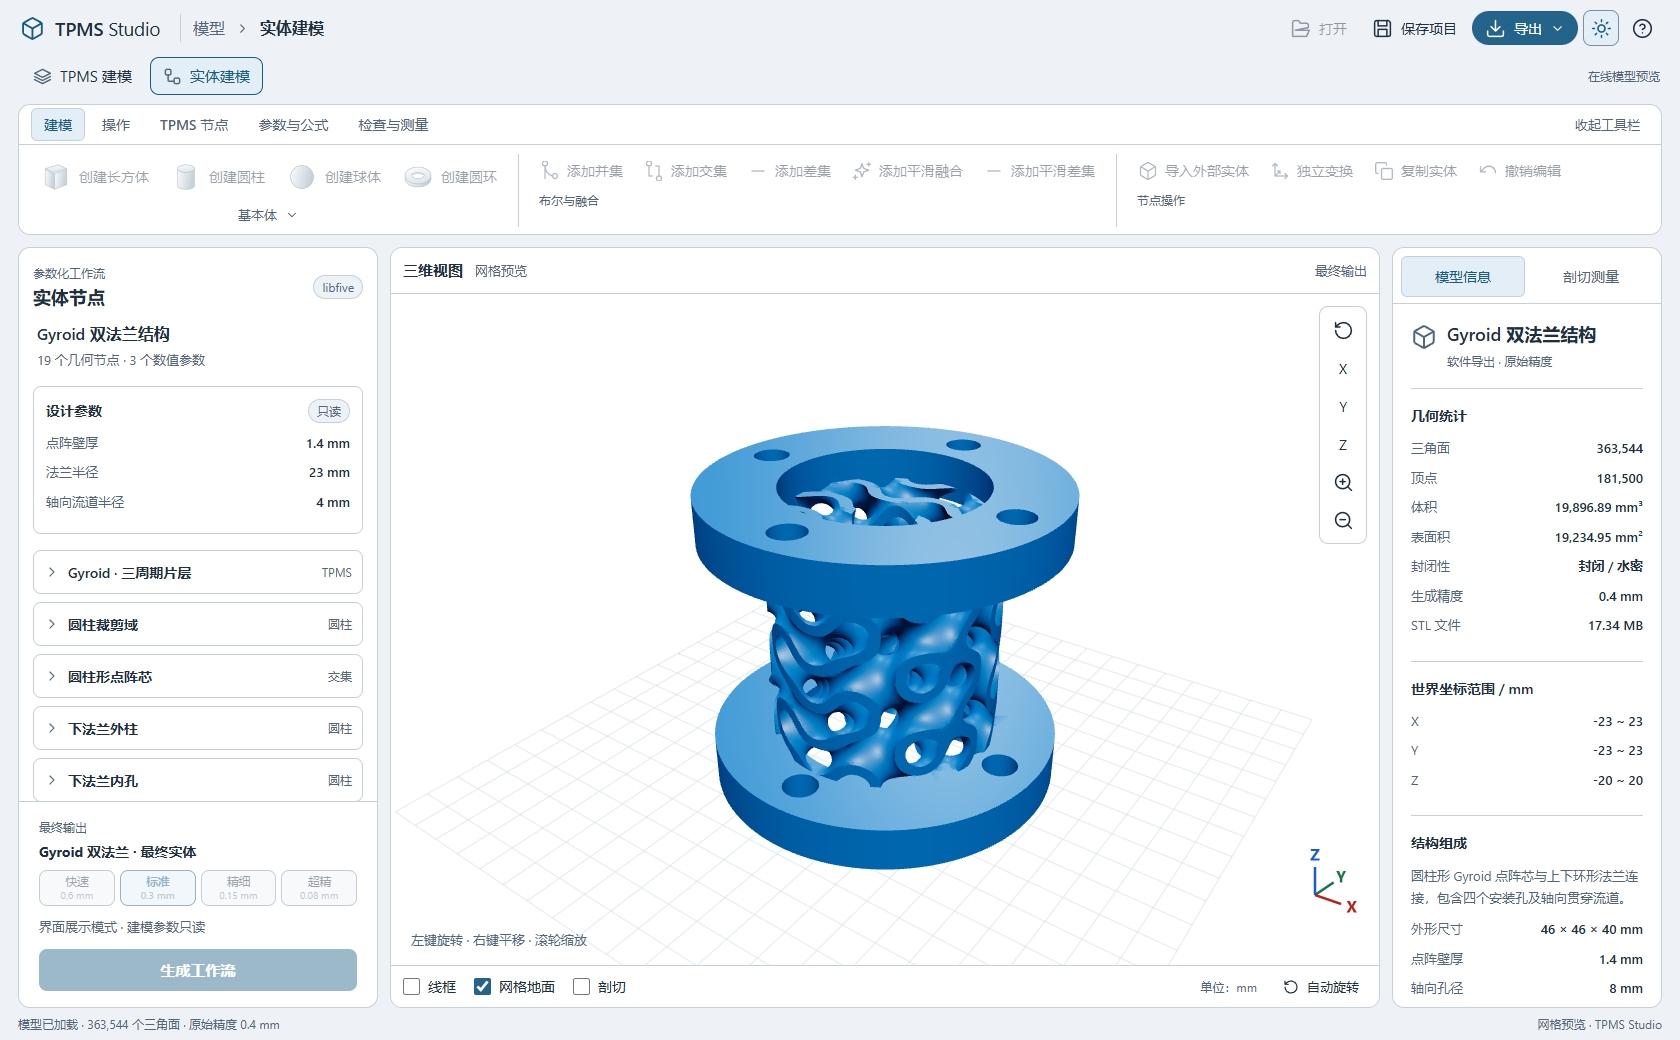 TPMS Studio 模型 > 实体建模 打开 保存项目 导出
TPMS 建模 实体建模 在线模型预览
建模 操作 TPMS 节点 参数与公式 检查与测量 收起工具栏
创建长方体 创建圆柱 创建球体 创建圆环 添加并集 添加交集 添加差集 添加平滑融合 添加平滑差集 导入外部实体 独立变换 复制实体 撤销编辑
基本体 布尔与融合 节点操作
参数化工作流
实体节点 libfive
Gyroid 双法兰结构
19 个几何节点 · 3 个数值参数
设计参数 只读
点阵壁厚 1.4 mm
法兰半径 23 mm
轴向流道半径 4 mm
Gyroid · 三周期片层 TPMS
圆柱裁剪域 圆柱
圆柱形点阵芯 交集
下法兰外柱 圆柱
下法兰内孔 圆柱
最终输出
Gyroid 双法兰 · 最终实体
快速 标准 精细 超精
0.6 mm 0.3 mm 0.15 mm 0.08 mm
界面展示模式 · 建模参数只读
生成工作流
三维视图 网格预览 最终输出
X
Y
Z
Z
Y
X
左键旋转 · 右键平移 · 滚轮缩放
线框 网格地面 剖切 单位: mm 自动旋转
模型信息 剖切测量
Gyroid 双法兰结构
软件导出 · 原始精度
几何统计
三角面 363,544
顶点 181,500
体积 19,896.89 mm³
表面积 19,234.95 mm²
封闭性 封闭 / 水密
生成精度 0.4 mm
STL 文件 17.34 MB
世界坐标范围 / mm
X -23 ~ 23
Y -23 ~ 23
Z -20 ~ 20
结构组成
圆柱形 Gyroid 点阵芯与上下环形法兰连
接，包含四个安装孔及轴向贯穿流道。
外形尺寸 46 × 46 × 40 mm
点阵壁厚 1.4 mm
轴向孔径 8 mm
模型已加载 · 363,544 个三角面 · 原始精度 0.4 mm 网格预览 · TPMS Studio